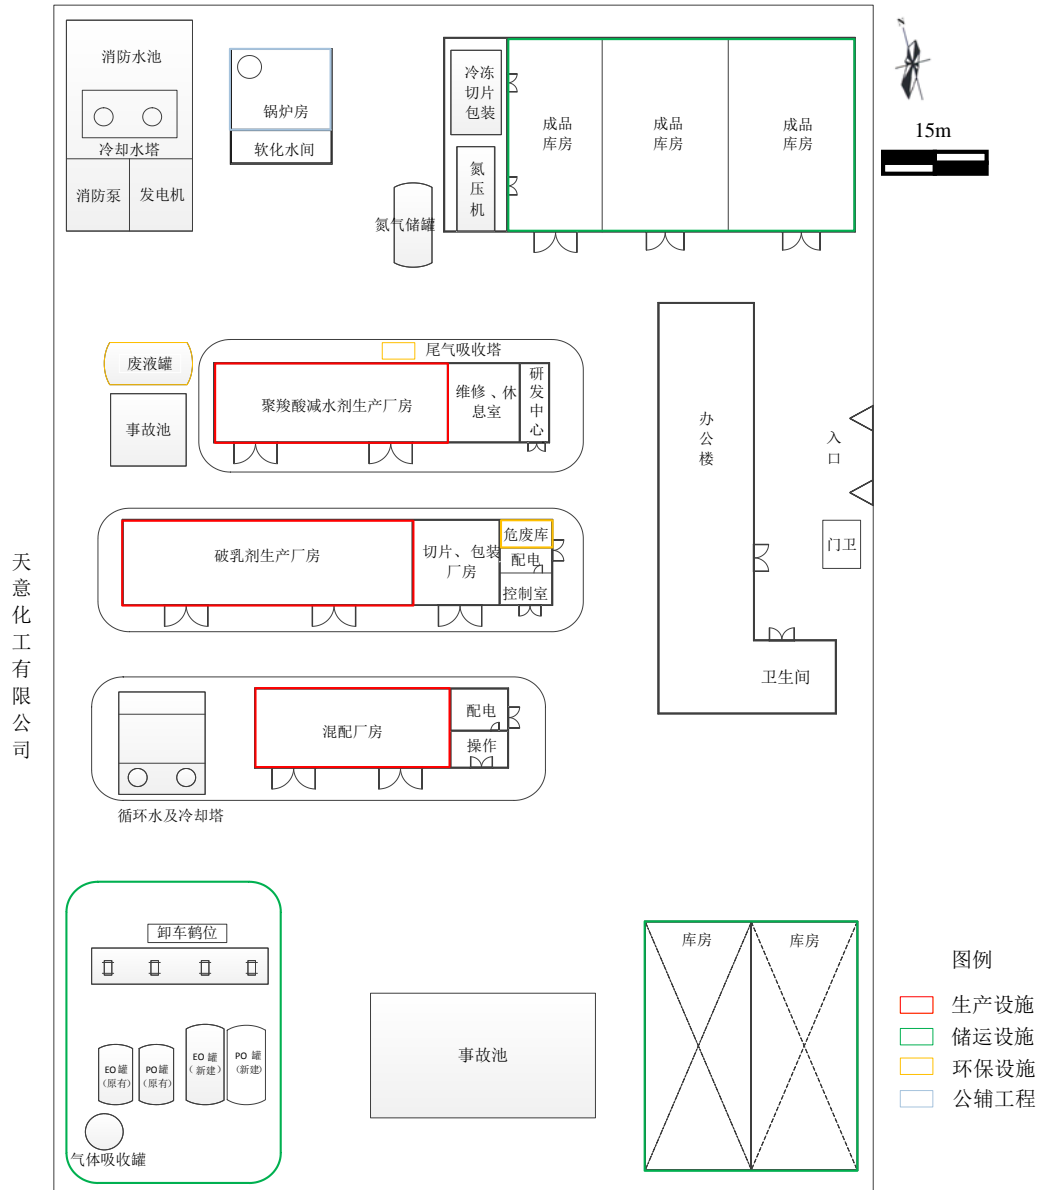 消防水池
冷却水塔
消防泵
发电机
锅炉房
软化水间
氮气储罐
冷冻
切片
包装
氮
压
机
成品
库房
成品
库房
成品
库房
N
15m
废液罐
事故池
尾气吸收塔
聚羧酸减水剂生产厂房
维修、休
息室
研
发
中
心
办
公
楼
入
口
门卫
卫生间
破乳剂生产厂房
切片、包装
厂房
危废库
配电
控制室
天
意
化
工
有
限
公
司
混配厂房
配电
操作
循环水及冷却塔
卸车鹤位
EO罐
（原有）
PO罐
（原有）
EO 罐
（新建）
PO 罐
（新建）
气体吸收罐
事故池
库房
库房
图例
生产设施
储运设施
环保设施
公辅工程